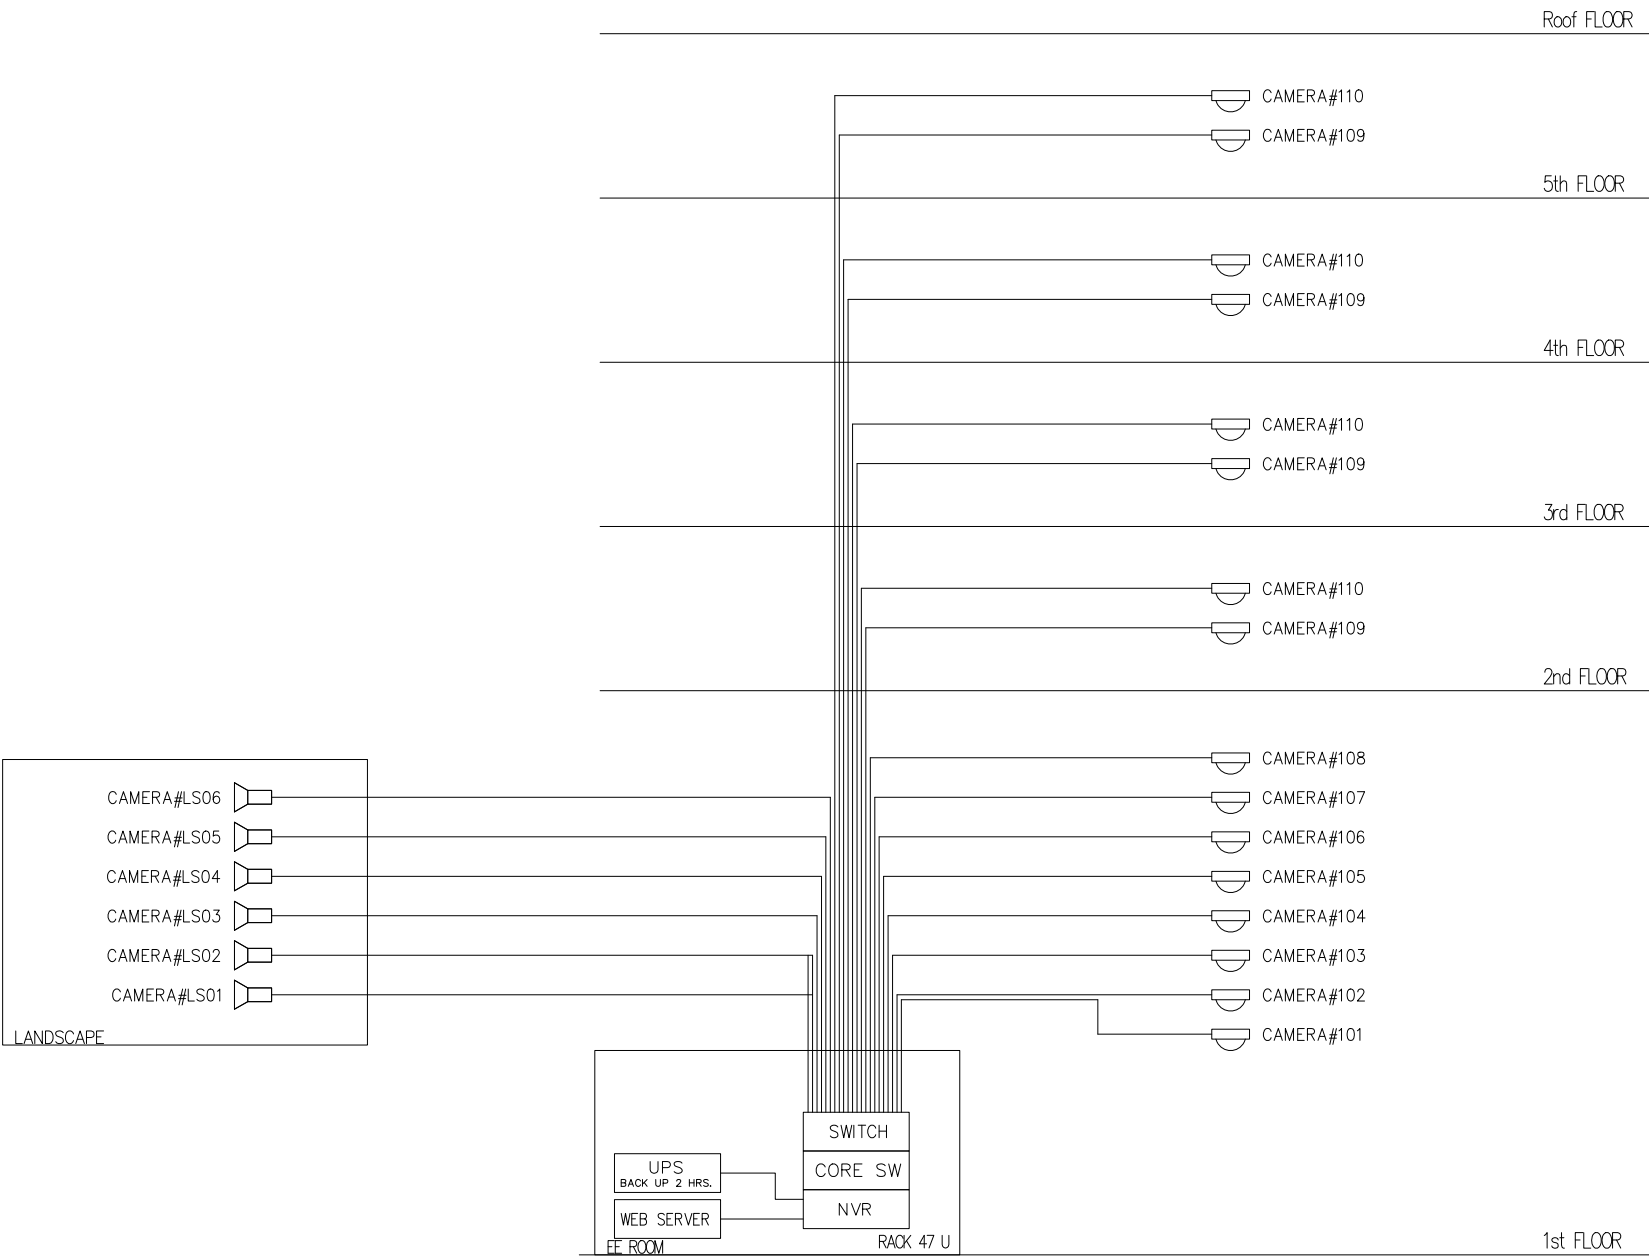 Roof FLOOR
CAMERA#110
CAMERA#109
5th FLOOR
CAMERA#110
CAMERA#109
4th FLOOR
CAMERA#110
CAMERA#109
3rd FLOOR
CAMERA#110
CAMERA#109
2nd FLOOR
CAMERA#108
CAMERA#107
CAMERA#106
CAMERA#105
CAMERA#104
CAMERA#103
CAMERA#102
CAMERA#101
CAMERA#LS06
CAMERA#LS05
CAMERA#LS04
CAMERA#LS03
CAMERA#LS02
CAMERA#LS01
LANDSCAPE
SWITCH
CORE SW
NVR
UPS
BACK UP 2 HRS.
WEB SERVER
EE ROOM
RACK 47 U
1st FLOOR